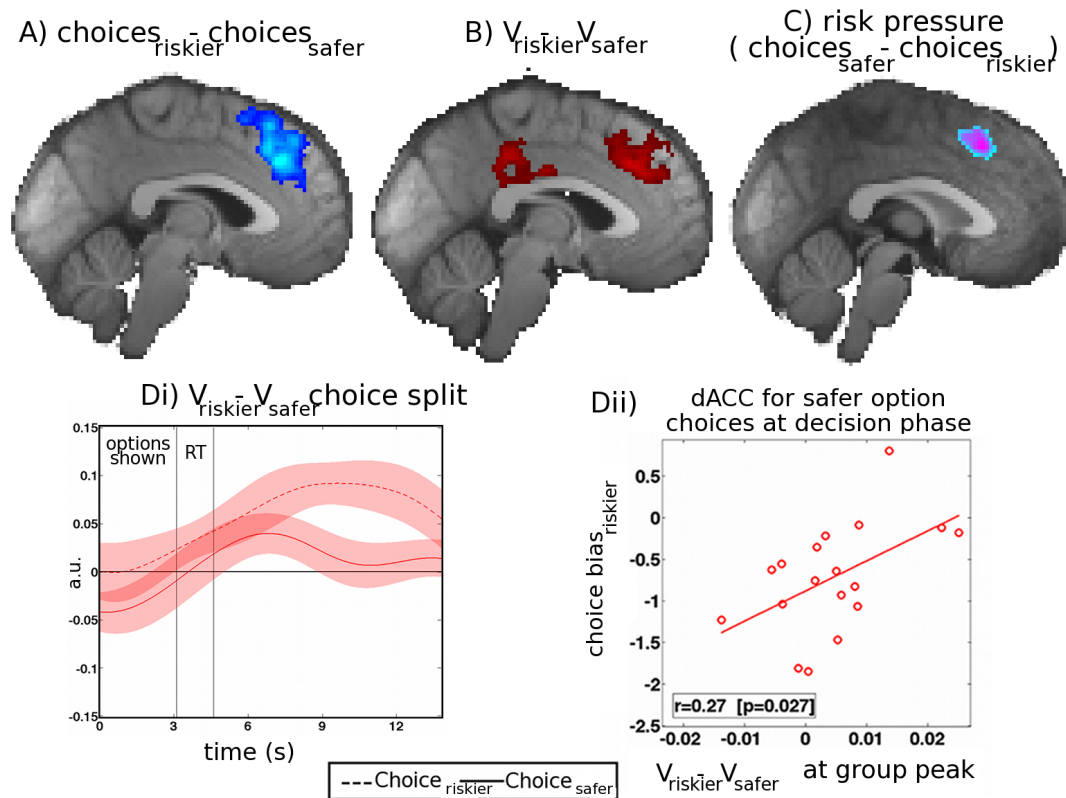 A) choices riskier - choices safer
B) V riskier - V safer
C) risk pressure
( choices safer - choices riskier )
Di) V riskier - V safer choice split
0.15
0.1
0.05
0
-0.05
-0.1
-0.15
a.u.
options shown
RT
0 3 6 9 12
time (s)
Choice riskier Choice safer
Dii) dACC for safer option
choices at decision phase
choice bias riskier
0.5
0
-0.5
-1
-1.5
-2
-2.5
r=0.27 [p=0.027]
-0.02 -0.01 0 0.01 0.02
V riskier - V safer at group peak